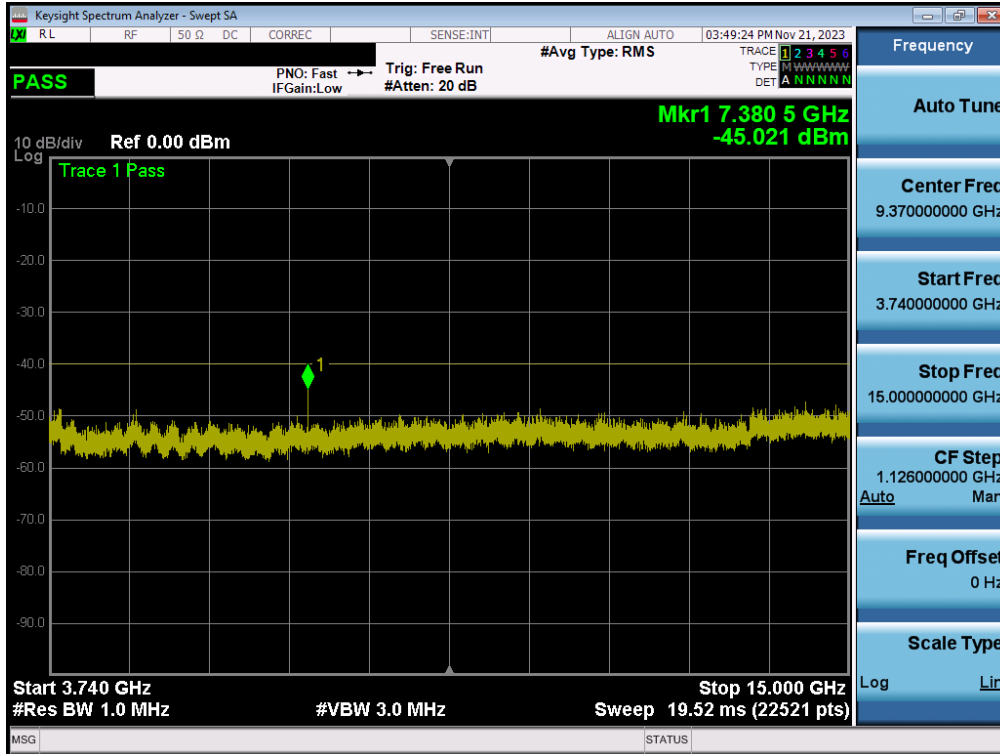 Keysight Spectrum Analyzer - Swept SA
LXI RL RF 50 Ω DC CORREC SENSE:INT ALIGN AUTO 03:49:24 PM Nov 21, 2023
PASS
PNO: Fast
IFGain:Low
Trig: Free Run
#Atten: 20 dB
#Avg Type: RMS
TRACE 1 2 3 4 5 6
TYPE M WWWWW
DET A N N N N N
Mkr1 7.380 5 GHz
-45.021 dBm
10 dB/div Ref 0.00 dBm
Log
Trace 1 Pass
-10.0
-20.0
-30.0
-40.0
1
-50.0
-60.0
-70.0
-80.0
-90.0
Start 3.740 GHz Stop 15.000 GHz
#Res BW 1.0 MHz #VBW 3.0 MHz Sweep 19.52 ms (22521 pts)
MSG STATUS
Frequency
Auto Tune
Center Freq
9.370000000 GHz
Start Freq
3.740000000 GHz
Stop Freq
15.000000000 GHz
CF Step
1.126000000 GHz
Auto Man
Freq Offset
0 Hz
Scale Type
Log Lin